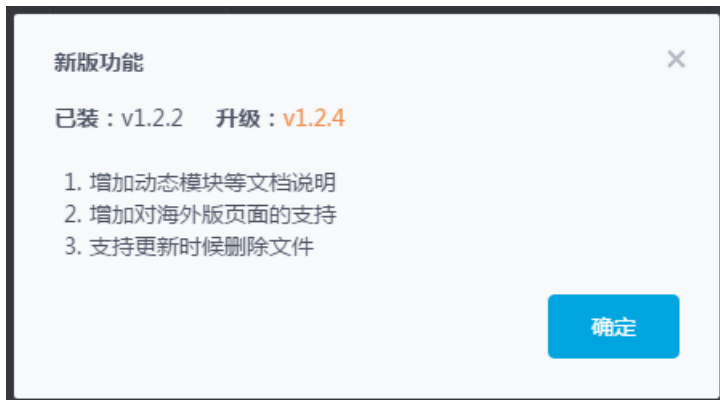 新版功能
已装：v1.2.2 升级：v1.2.4
1. 增加动态模块等文档说明
2. 增加对海外版页面的支持
3. 支持更新时候删除文件
确定